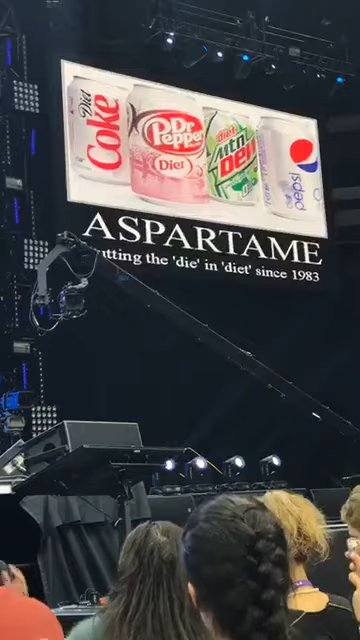 Diet
Coke
Dr
Pepper
Diet
diet
Mtn
Dew
pepsi
ASPARTAME
utting the 'die' in 'diet' since 1983